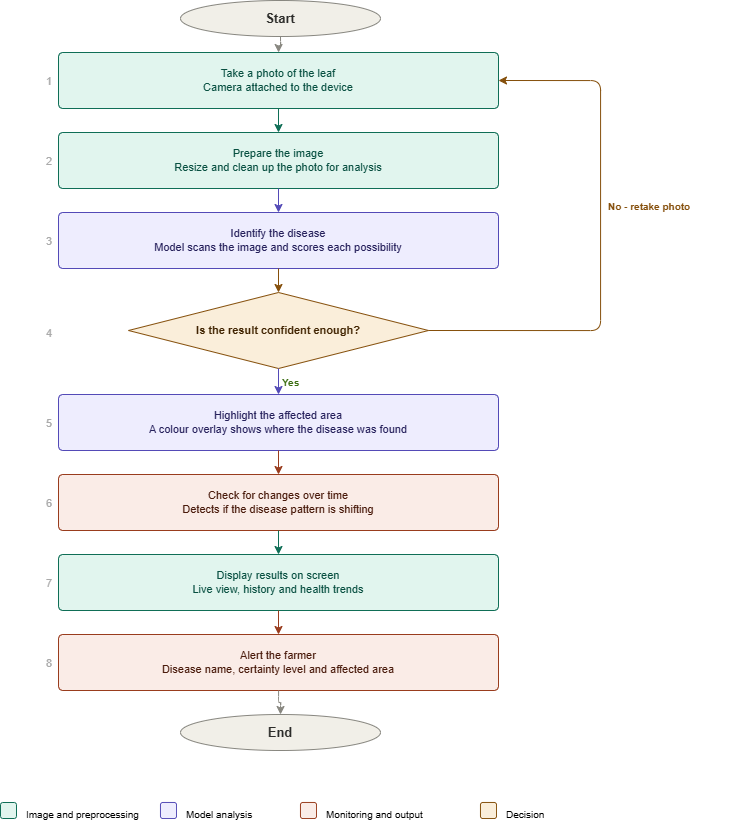 Start
1
Take a photo of the leaf
Camera attached to the device
2
Prepare the image
Resize and clean up the photo for analysis
No - retake photo
3
Identify the disease
Model scans the image and scores each possibility
4
Is the result confident enough?
Yes
5
Highlight the affected area
A colour overlay shows where the disease was found
6
Check for changes over time
Detects if the disease pattern is shifting
7
Display results on screen
Live view, history and health trends
8
Alert the farmer
Disease name, certainty level and affected area
End
Image and preprocessing
Model analysis
Monitoring and output
Decision